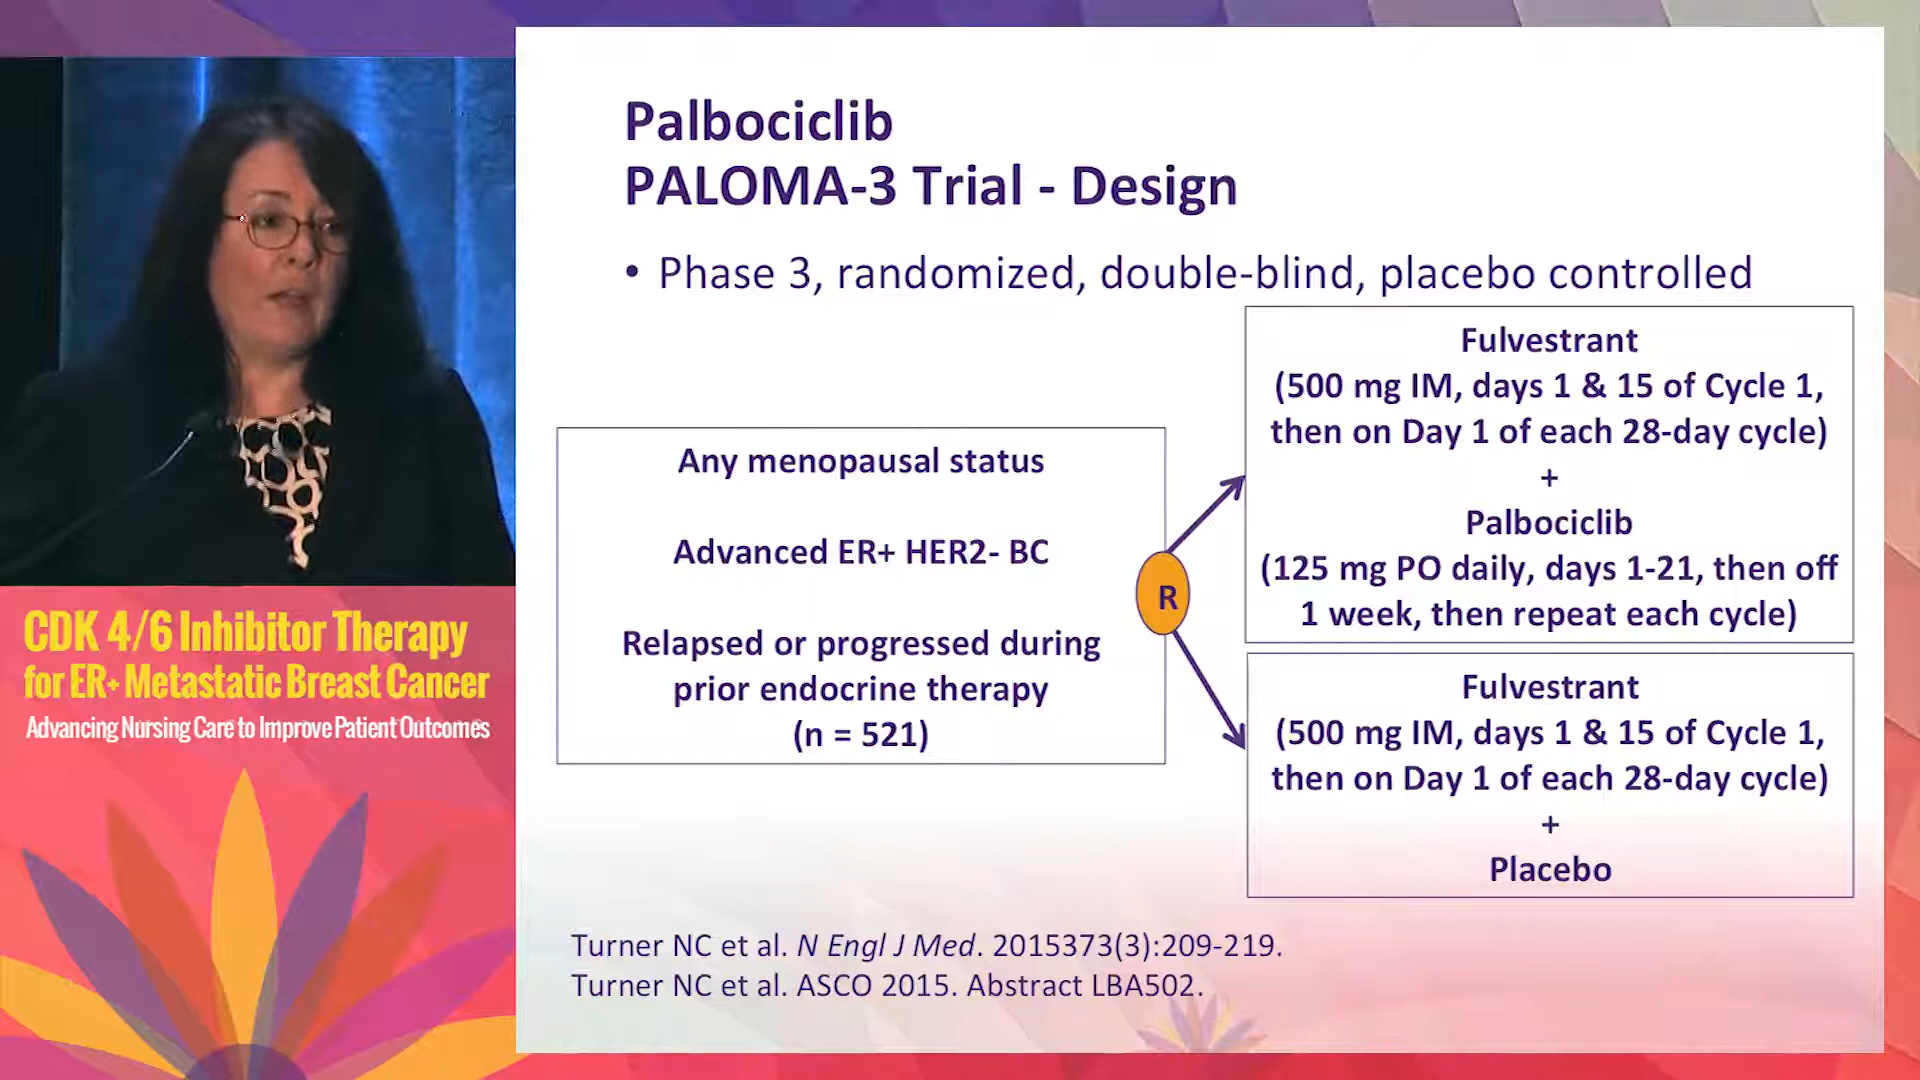 Palbociclib
PALOMA-3 Trial - Design
• Phase 3, randomized, double-blind, placebo controlled
Any menopausal status
Advanced ER+ HER2- BC
Relapsed or progressed during
prior endocrine therapy
(n = 521)
R
Fulvestrant
(500 mg IM, days 1 & 15 of Cycle 1,
then on Day 1 of each 28-day cycle)
+
Palbociclib
(125 mg PO daily, days 1-21, then off
1 week, then repeat each cycle)
Fulvestrant
(500 mg IM, days 1 & 15 of Cycle 1,
then on Day 1 of each 28-day cycle)
+
Placebo
Turner NC et al. N Engl J Med. 2015373(3):209-219.
Turner NC et al. ASCO 2015. Abstract LBA502.
CDK 4/6 Inhibitor Therapy
for ER+ Metastatic Breast Cancer
Advancing Nursing Care to Improve Patient Outcomes